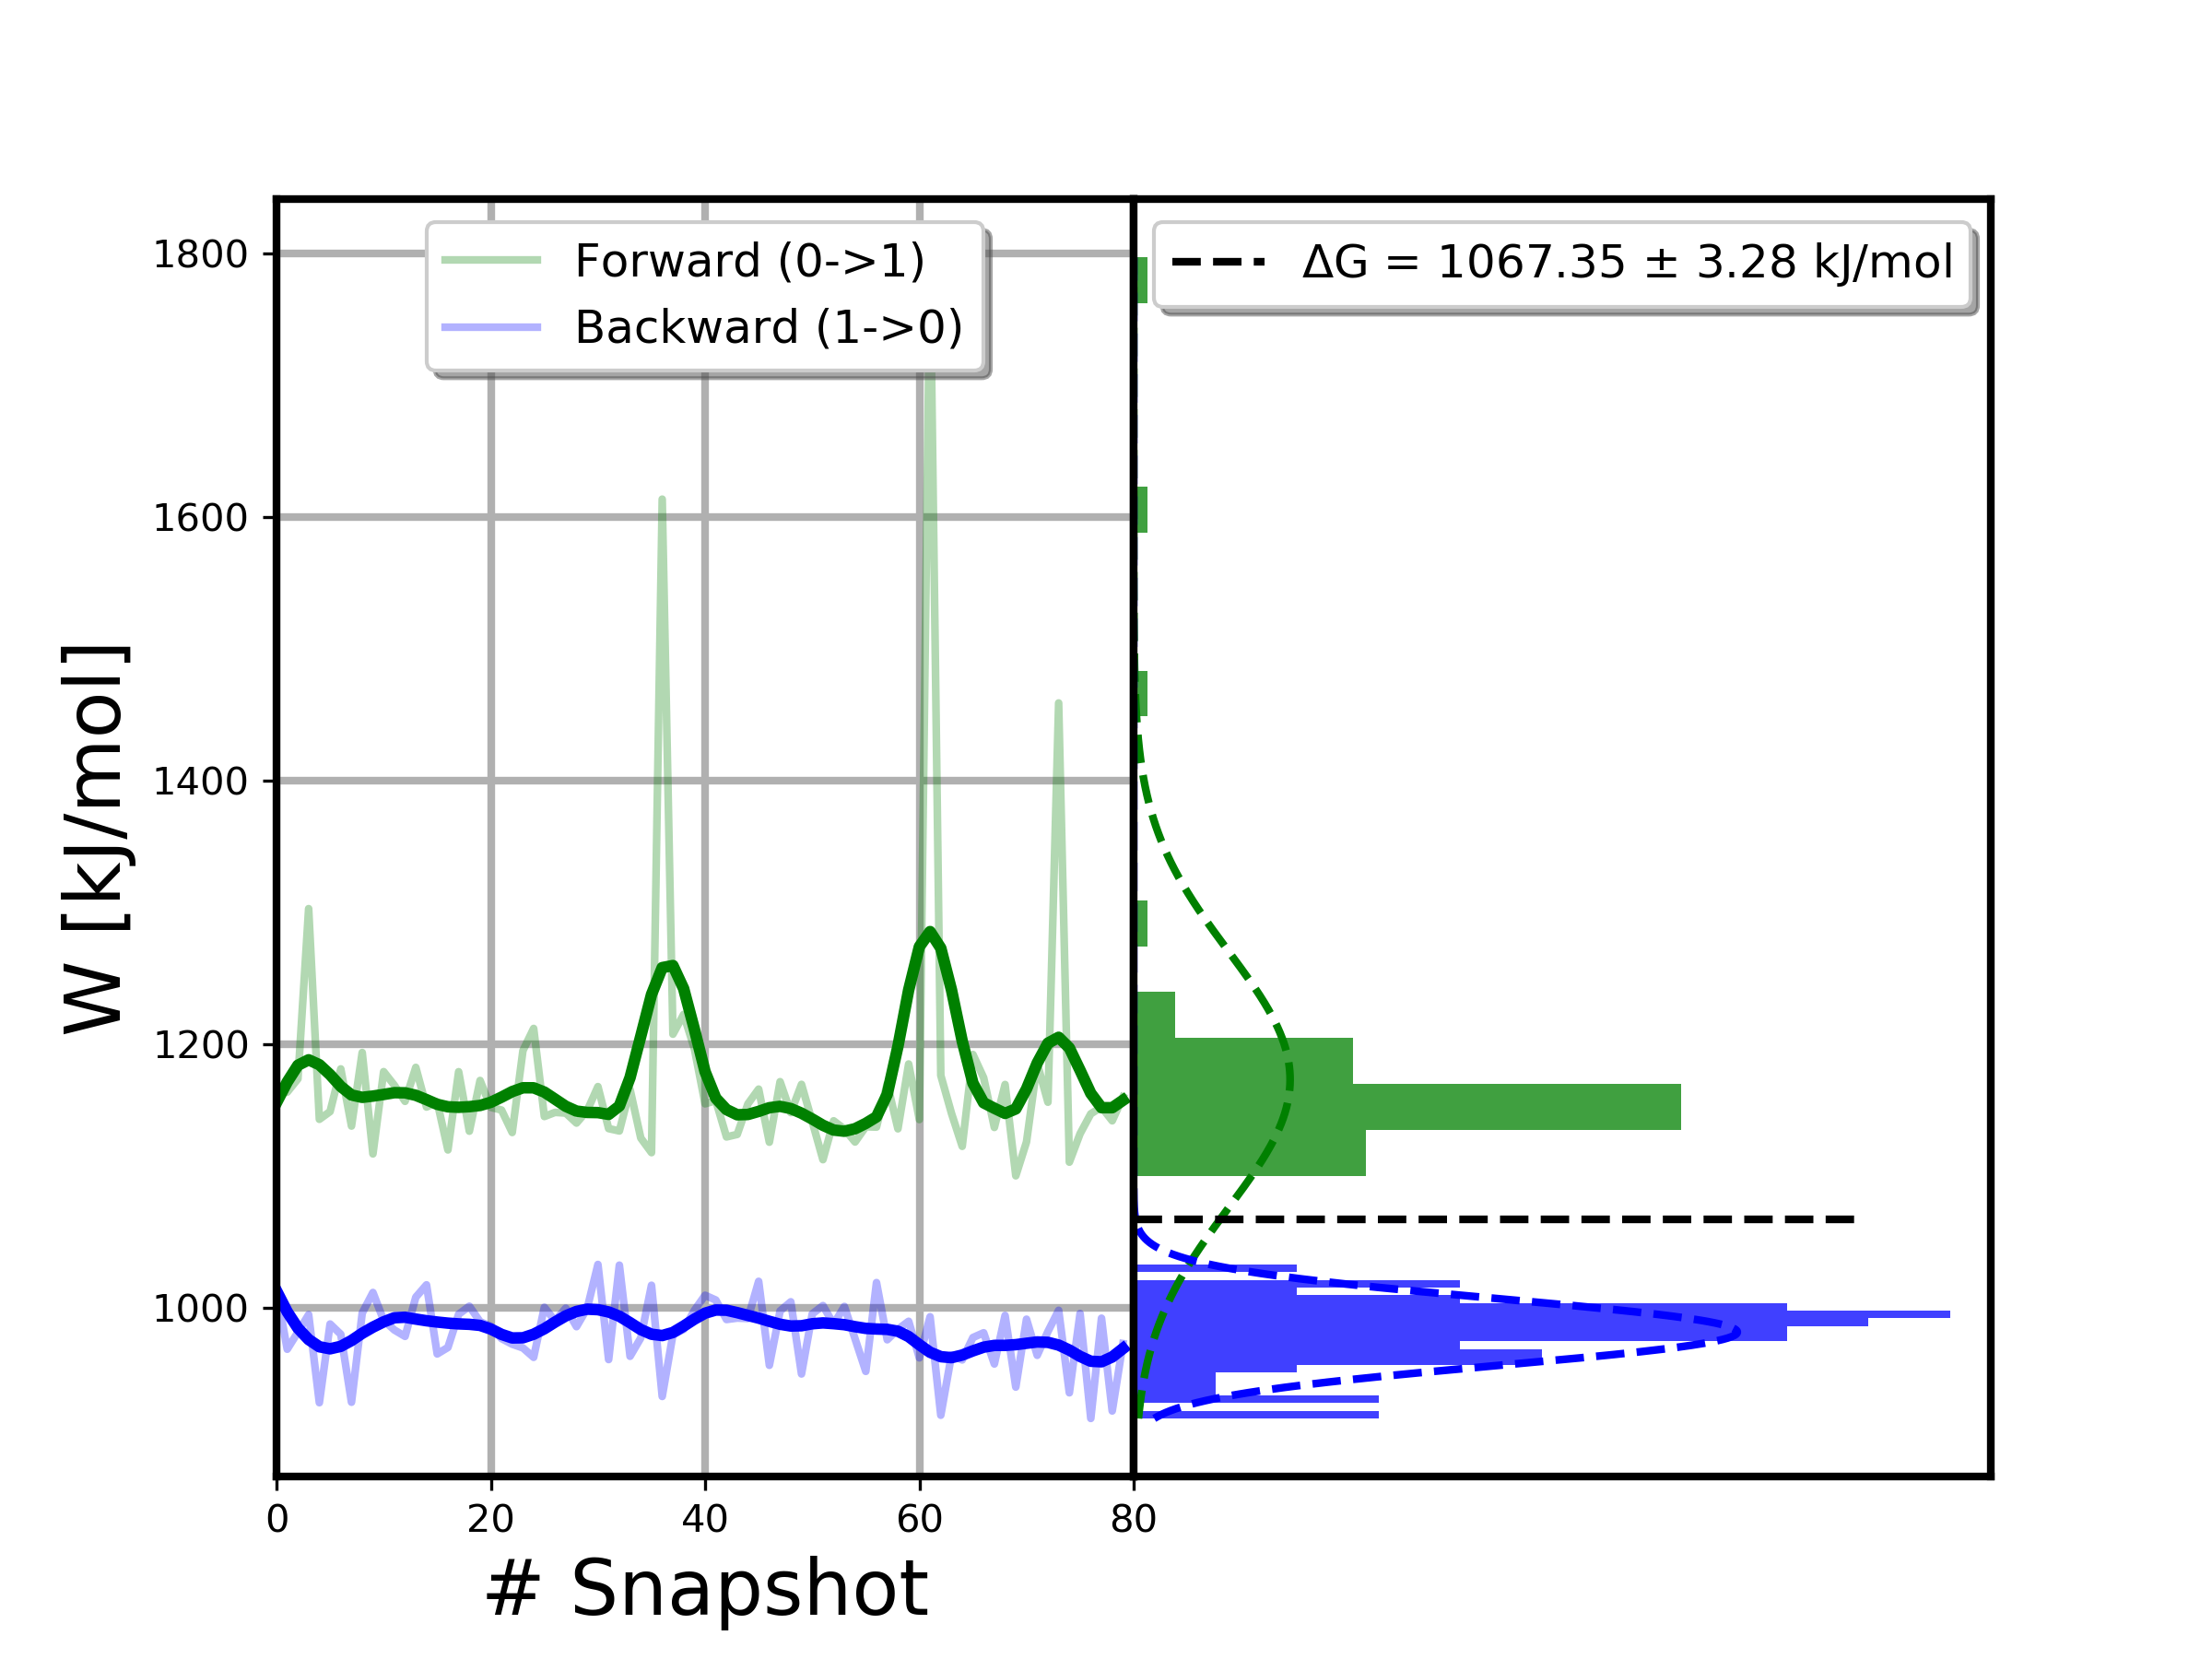 Forward (0->1)
Backward (1->0)
ΔG = 1067.35 ± 3.28 kJ/mol
W [kJ/mol]
1800
1600
1400
1200
1000
0 20 40 60 80
# Snapshot